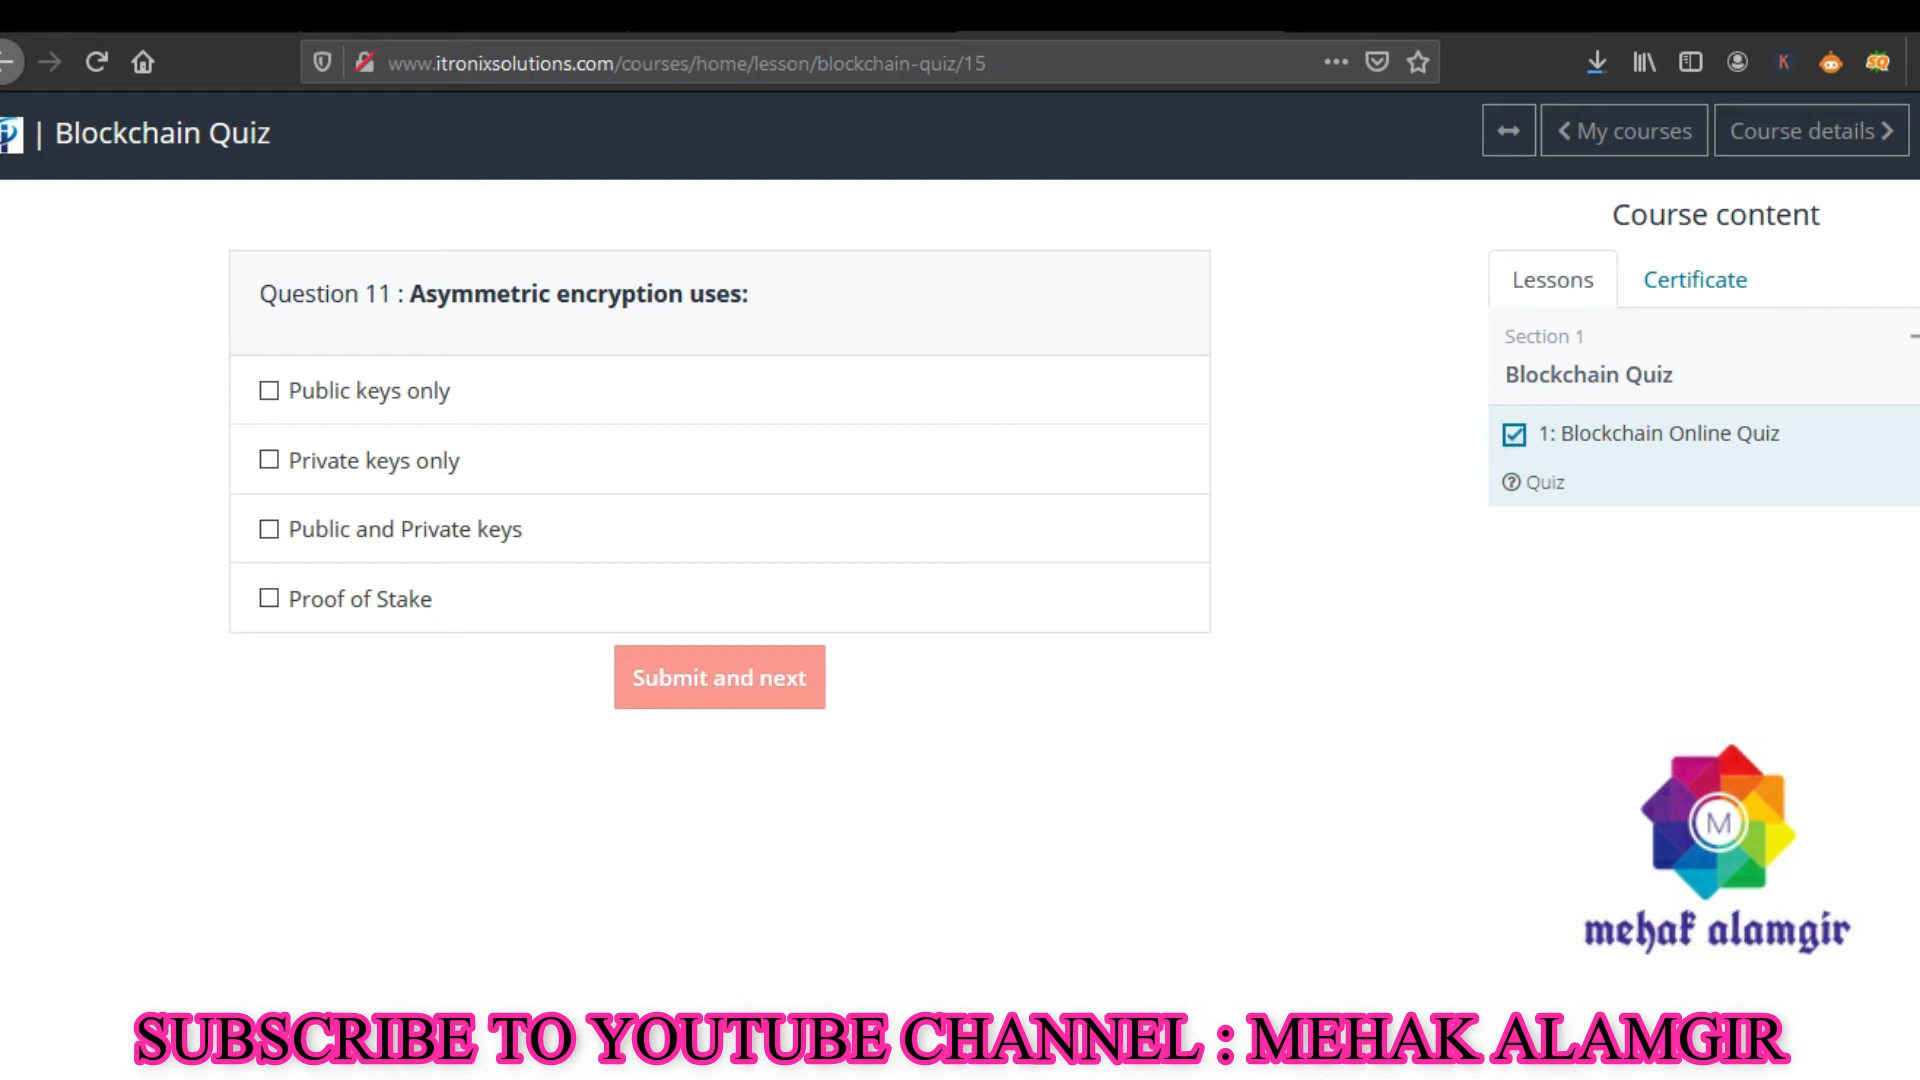 www.itronixsolutions.com/courses/home/lesson/blockchain-quiz/15
K
SQ
| Blockchain Quiz
My courses
Course details
Course content
Lessons
Certificate
Section 1
Blockchain Quiz
1: Blockchain Online Quiz
Quiz
Question 11 : Asymmetric encryption uses:
Public keys only
Private keys only
Public and Private keys
Proof of Stake
Submit and next
M
mehak alamgir
SUBSCRIBE TO YOUTUBE CHANNEL : MEHAK ALAMGIR